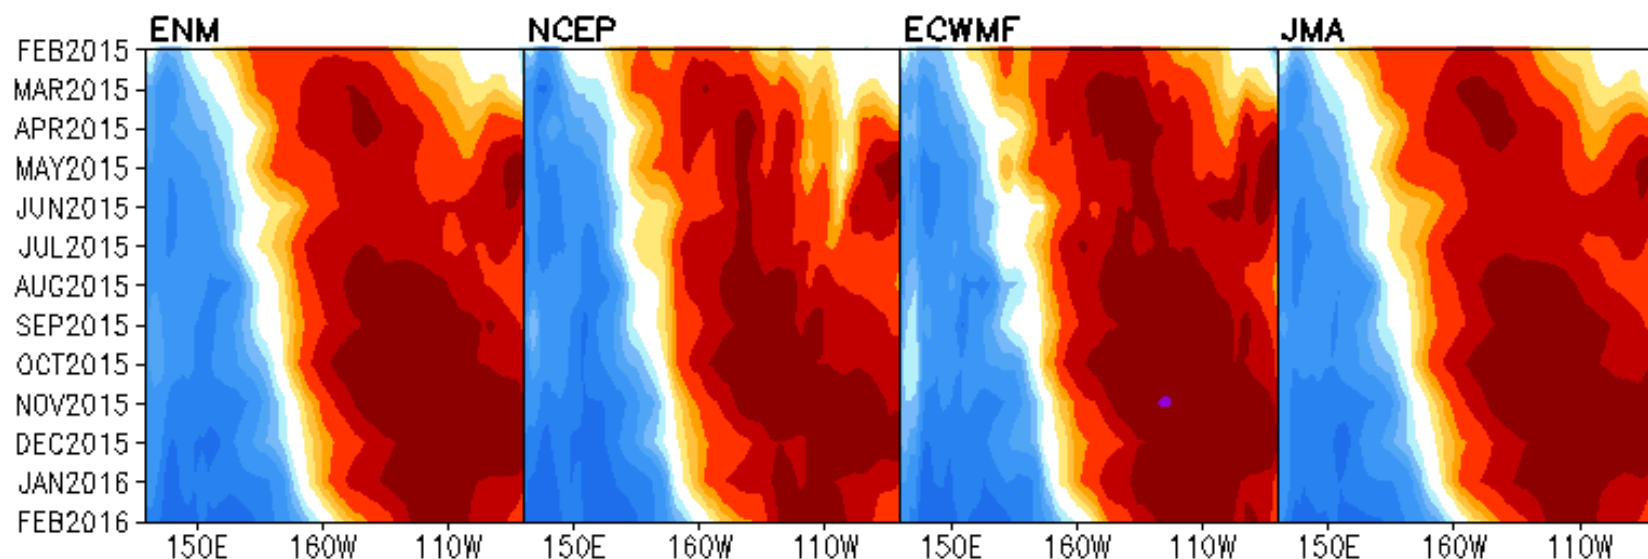 ENM NCEP ECWMF JMA
FEB2015
MAR2015
APR2015
MAY2015
JUN2015
JUL2015
AUG2015
SEP2015
OCT2015
NOV2015
DEC2015
JAN2016
FEB2016
150E 160W 110W 150E 160W 110W 150E 160W 110W 150E 160W 110W